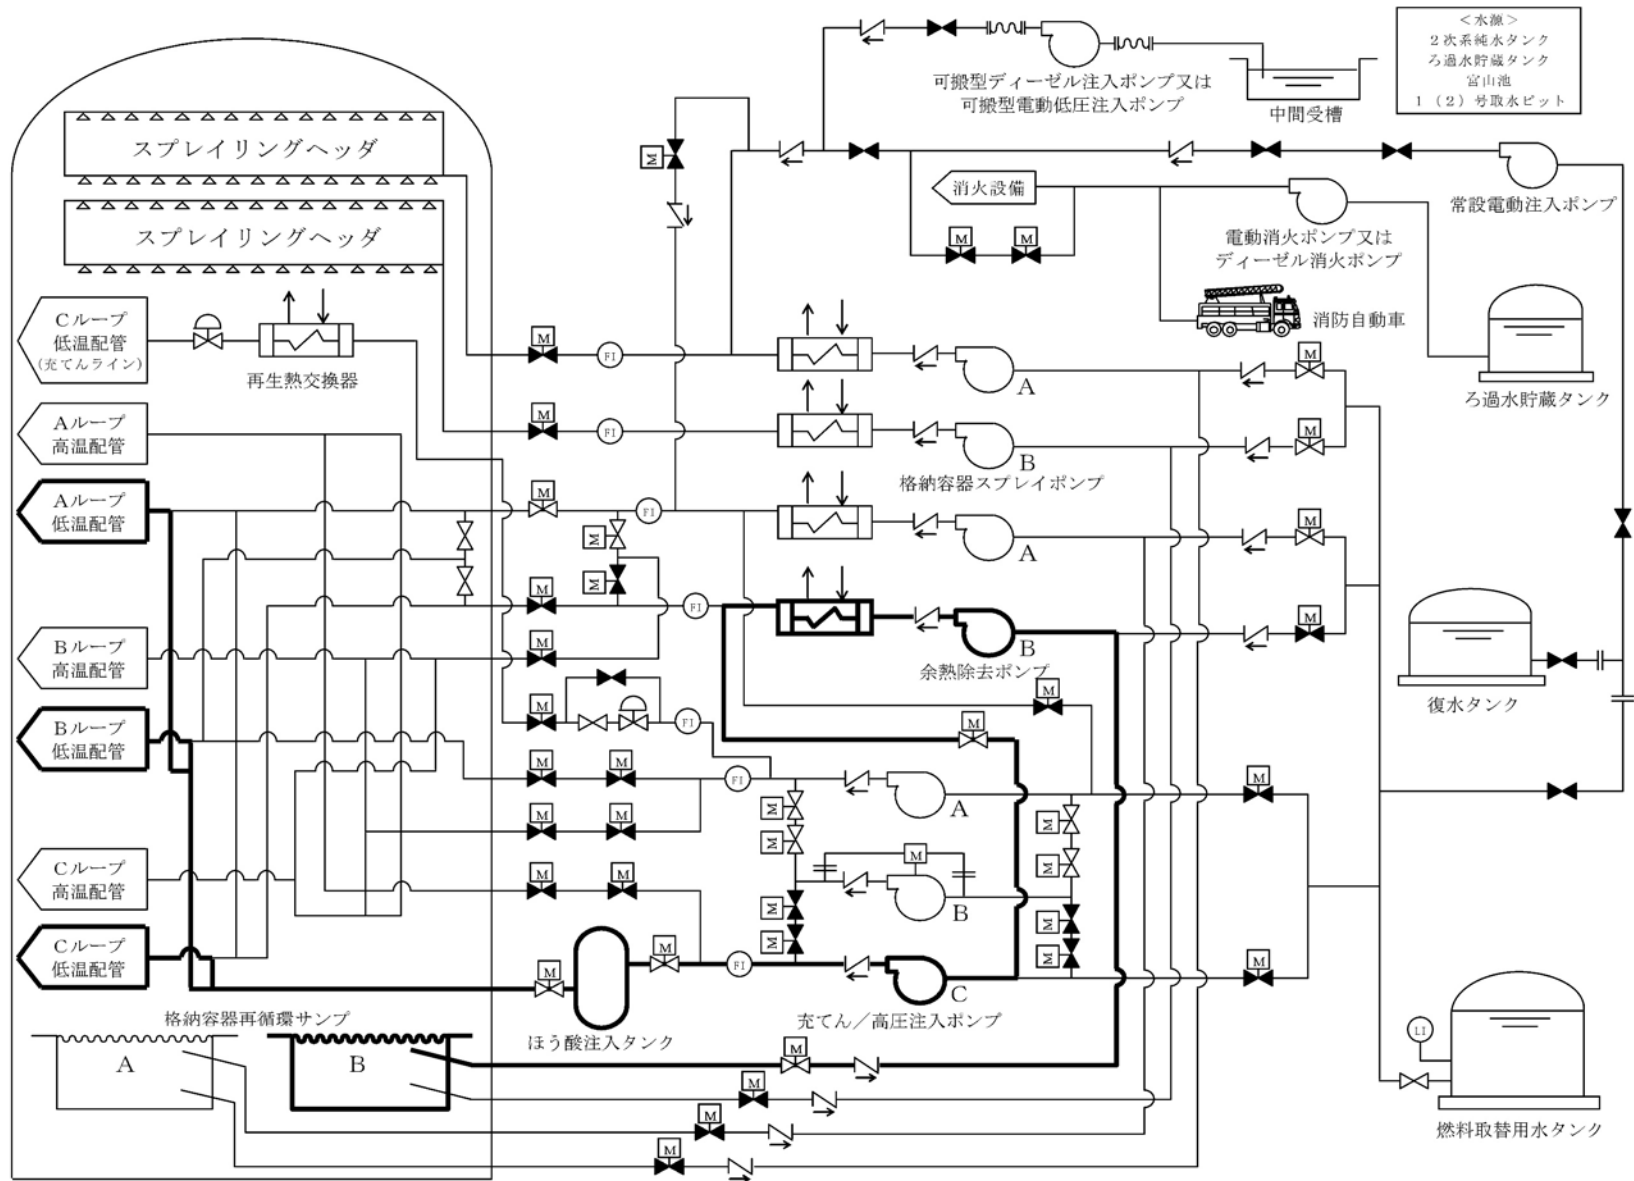 <水源>
2次系純水タンク
ろ過水貯蔵タンク
宮山池
1（2）号取水ピット
可搬型ディーゼル注入ポンプ又は
可搬型電動低圧注入ポンプ
中間受槽
スプレイリングヘッダ
M
消火設備
常設電動注入ポンプ
スプレイリングヘッダ
M
M
電動消火ポンプ又は
ディーゼル消火ポンプ
消防自動車
Cループ
低温配管
(充てんライン)
再生熱交換器
M
FI
A
M
ろ過水貯蔵タンク
Aループ
高温配管
M
FI
B
M
格納容器スプレイポンプ
Aループ
低温配管
M
FI
M
A
M
M
M
FI
B
M
余熱除去ポンプ
Bループ
高温配管
M
M
復水タンク
Bループ
低温配管
M
FI
M
M
M
FI
A
M
M
M
M
M
M
M
M
B
Cループ
高温配管
M
M
M
M
M
M
Cループ
低温配管
M
M
FI
C
M
格納容器再循環サンプ
ほう酸注入タンク
充てん／高圧注入ポンプ
A
B
M
M
M
M
LI
燃料取替用水タンク